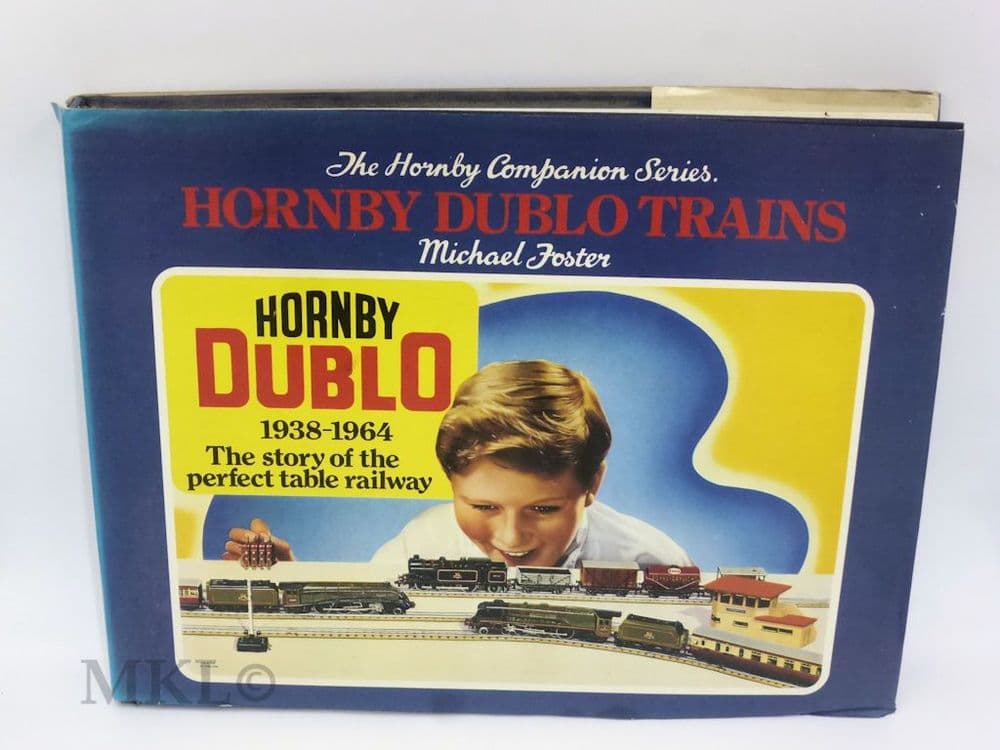 The Hornby Companion Series.
HORNBY DUBLO TRAINS
Michael Foster
HORNBY
DUBLO
1938-1964
The story of the
perfect table railway
MKL©